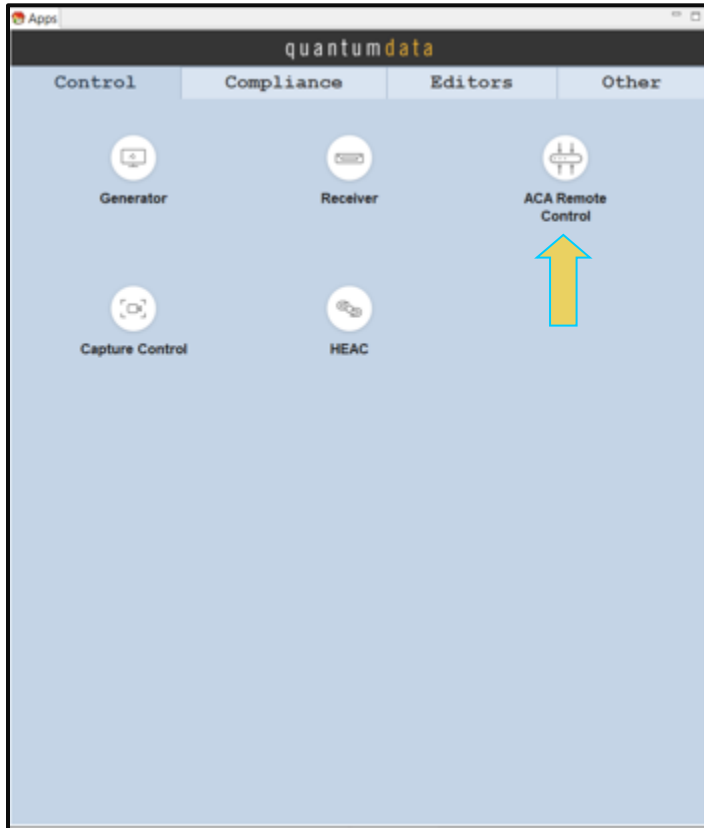 Apps
quantumdata
Control Compliance Editors Other
Generator Receiver ACA Remote
Control
Capture Control HEAC